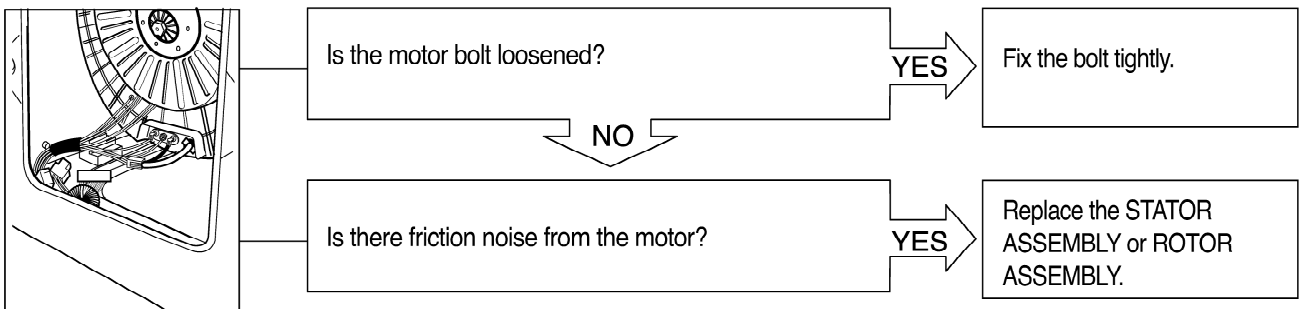 Is the motor bolt loosened?
YES
Fix the bolt tightly.
NO
Is there friction noise from the motor?
YES
Replace the STATOR
ASSEMBLY or ROTOR
ASSEMBLY.